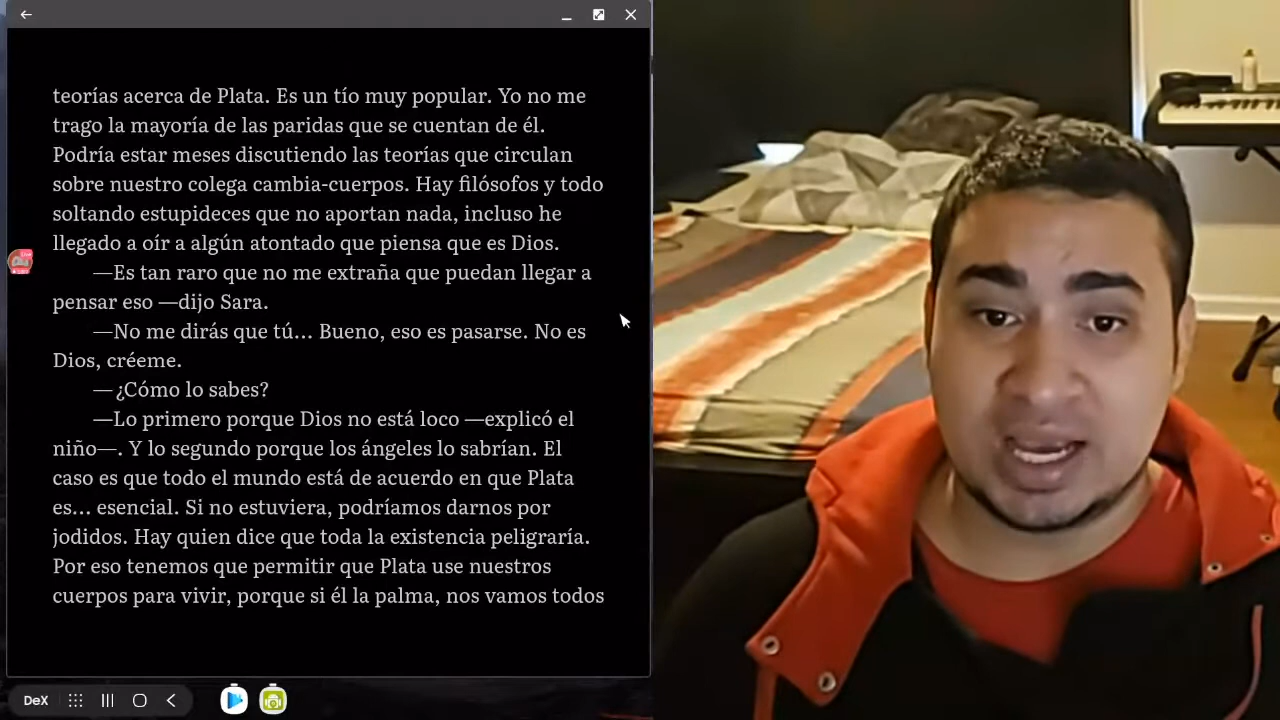 teorías acerca de Plata. Es un tío muy popular. Yo no me
trago la mayoría de las paridas que se cuentan de él.
Podría estar meses discutiendo las teorías que circulan
sobre nuestro colega cambia-cuerpos. Hay filósofos y todo
soltando estupideces que no aportan nada, incluso he
llegado a oír a algún atontado que piensa que es Dios.
—Es tan raro que no me extraña que puedan llegar a
pensar eso —dijo Sara.
—No me dirás que tú... Bueno, eso es pasarse. No es
Dios, créeme.
—¿Cómo lo sabes?
—Lo primero porque Dios no está loco —explicó el
niño—. Y lo segundo porque los ángeles lo sabrían. El
caso es que todo el mundo está de acuerdo en que Plata
es... esencial. Si no estuviera, podríamos darnos por
jodidos. Hay quien dice que toda la existencia peligraría.
Por eso tenemos que permitir que Plata use nuestros
cuerpos para vivir, porque si él la palma, nos vamos todos
DeX